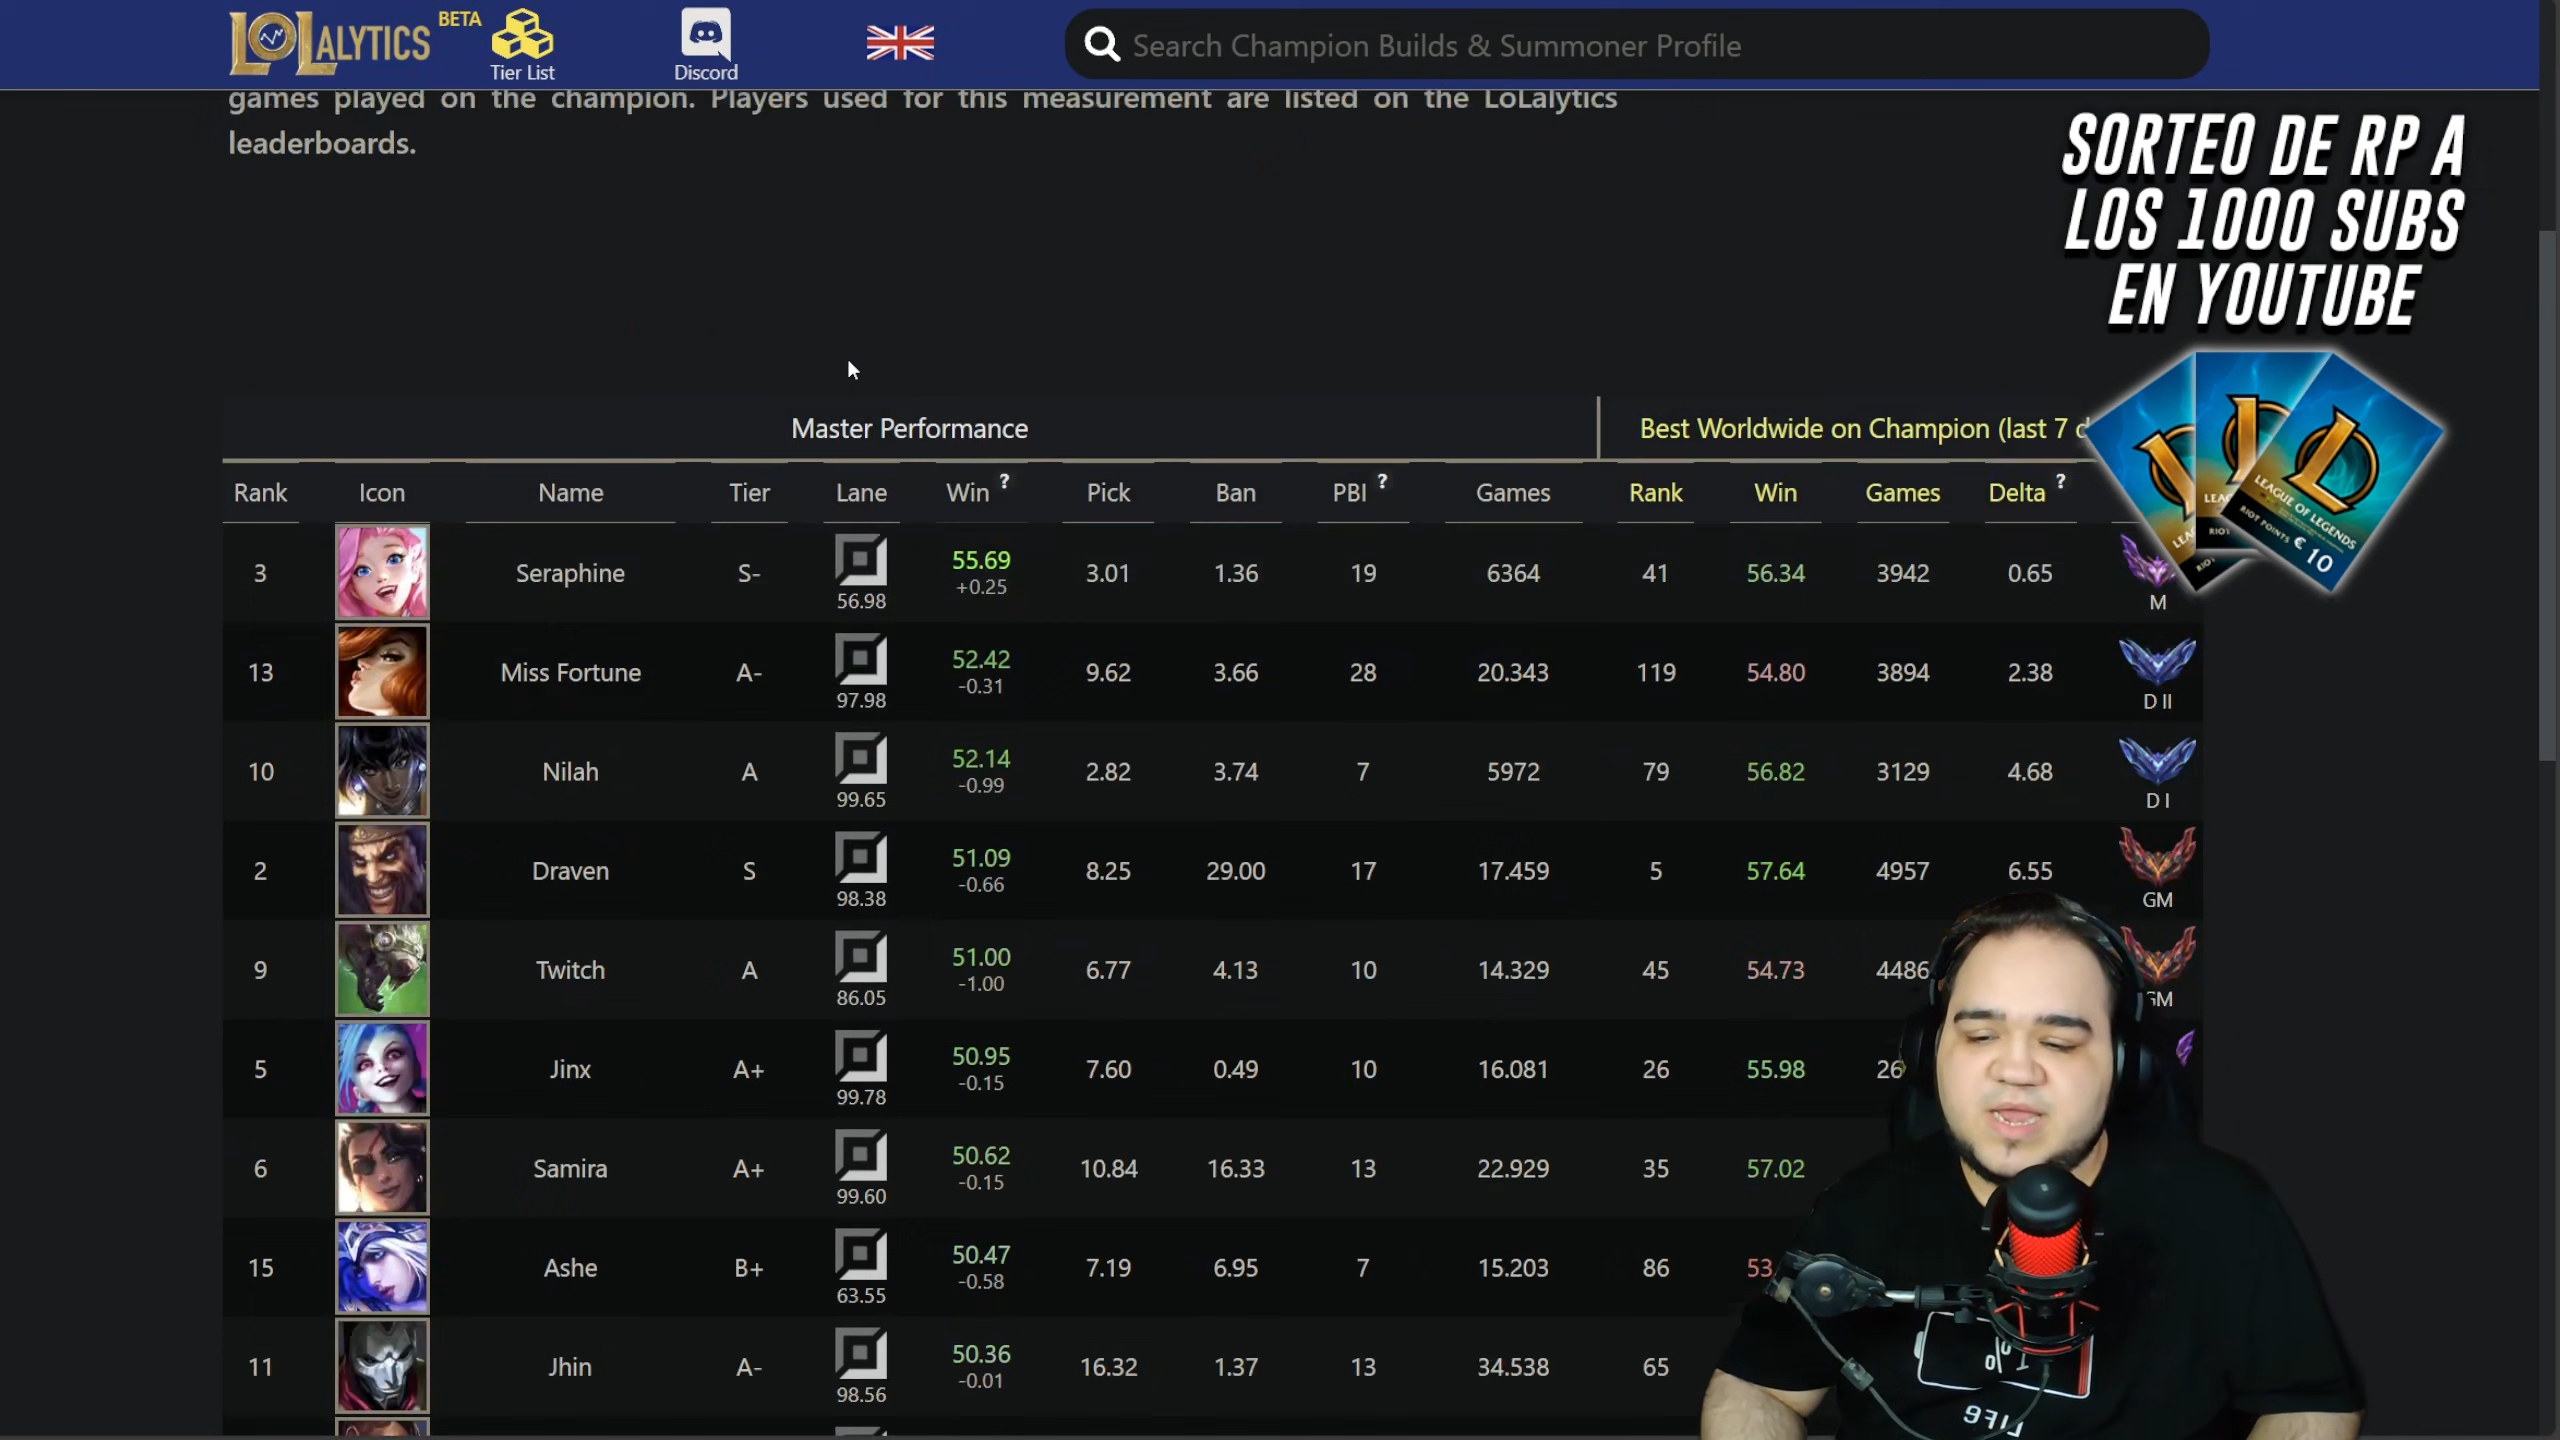 LOLALYTICS BETA
Tier List
Discord
Search Champion Builds & Summoner Profile
games played on the champion. Players used for this measurement are listed on the LoLalytics
leaderboards.
SORTEO DE RP A
LOS 1000 SUBS
EN YOUTUBE
LEAGUE OF LEGENDS
RIOT POINTS € 10
Master Performance
Best Worldwide on Champion (last 7
Rank Icon Name Tier Lane Win ? Pick Ban PBI ? Games Rank Win Games Delta ?
3 Seraphine S- 56.98 55.69 +0.25 3.01 1.36 19 6364 41 56.34 3942 0.65 M
13 Miss Fortune A- 97.98 52.42 -0.31 9.62 3.66 28 20.343 119 54.80 3894 2.38 D II
10 Nilah A 99.65 52.14 -0.99 2.82 3.74 7 5972 79 56.82 3129 4.68 D I
2 Draven S 98.38 51.09 -0.66 8.25 29.00 17 17.459 5 57.64 4957 6.55 GM
9 Twitch A 86.05 51.00 -1.00 6.77 4.13 10 14.329 45 54.73 4486
5 Jinx A+ 99.78 50.95 -0.15 7.60 0.49 10 16.081 26 55.98 26
6 Samira A+ 99.60 50.62 -0.15 10.84 16.33 13 22.929 35 57.02
15 Ashe B+ 63.55 50.47 -0.58 7.19 6.95 7 15.203 86 53.
11 Jhin A- 98.56 50.36 -0.01 16.32 1.37 13 34.538 65